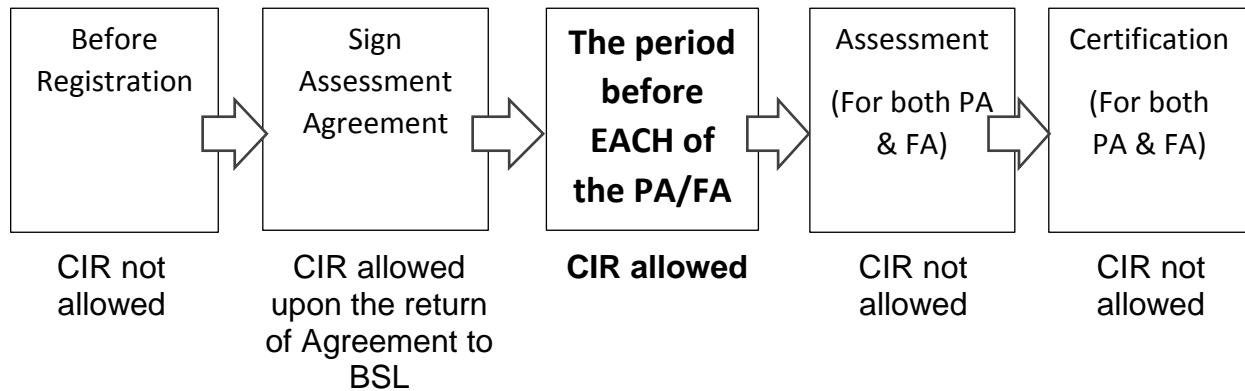 Before
Registration
Sign
Assessment
Agreement
The period
before
EACH of
the PA/FA
Assessment
(For both PA
& FA)
Certification
(For both
PA & FA)
CIR not
allowed
CIR allowed
upon the return
of Agreement to
BSL
CIR allowed
CIR not
allowed
CIR not
allowed